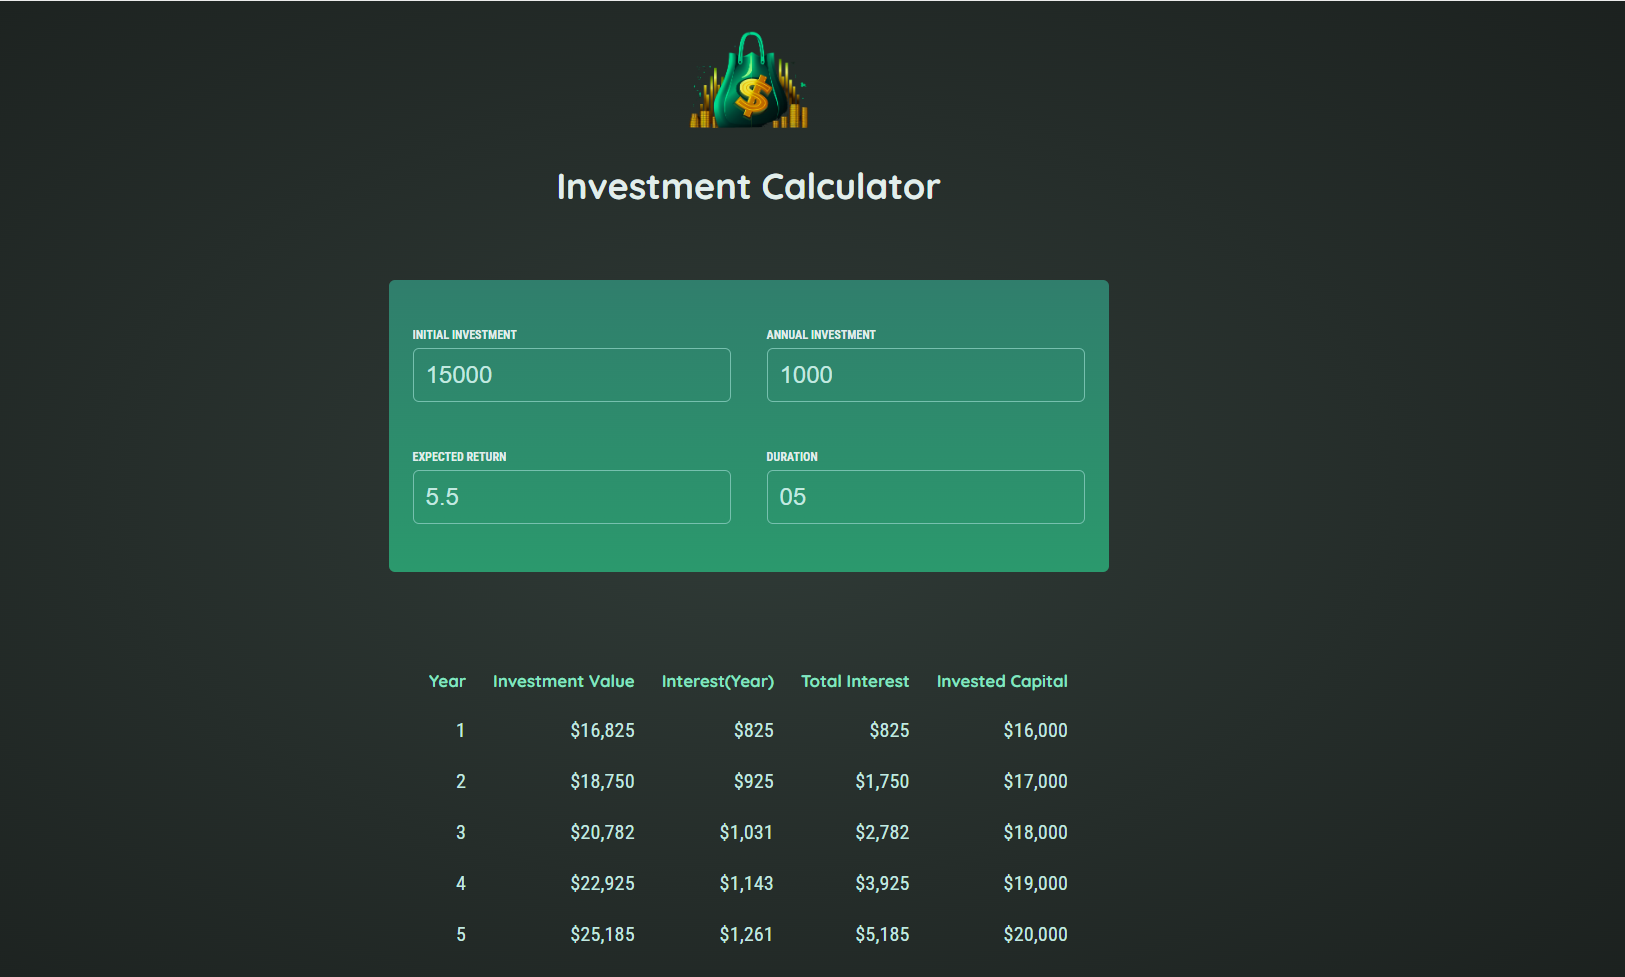 $
Investment Calculator
INITIAL INVESTMENT ANNUAL INVESTMENT
15000 1000
EXPECTED RETURN DURATION
5.5 05
Year Investment Value Interest(Year) Total Interest Invested Capital
1 $16,825 $825 $825 $16,000
2 $18,750 $925 $1,750 $17,000
3 $20,782 $1,031 $2,782 $18,000
4 $22,925 $1,143 $3,925 $19,000
5 $25,185 $1,261 $5,185 $20,000